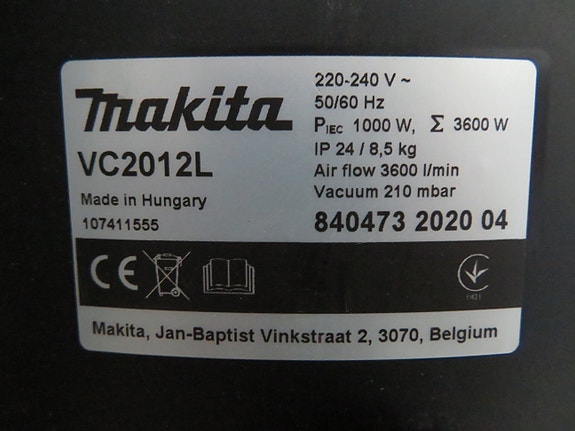 makita
VC2012L
Made in Hungary
107411555
220-240 V ~
50/60 Hz
PIEC 1000 W, Σ 3600 W
IP 24 / 8,5 kg
Air flow 3600 l/min
Vacuum 210 mbar
840473 2020 04
CE
Makita, Jan-Baptist Vinkstraat 2, 3070, Belgium